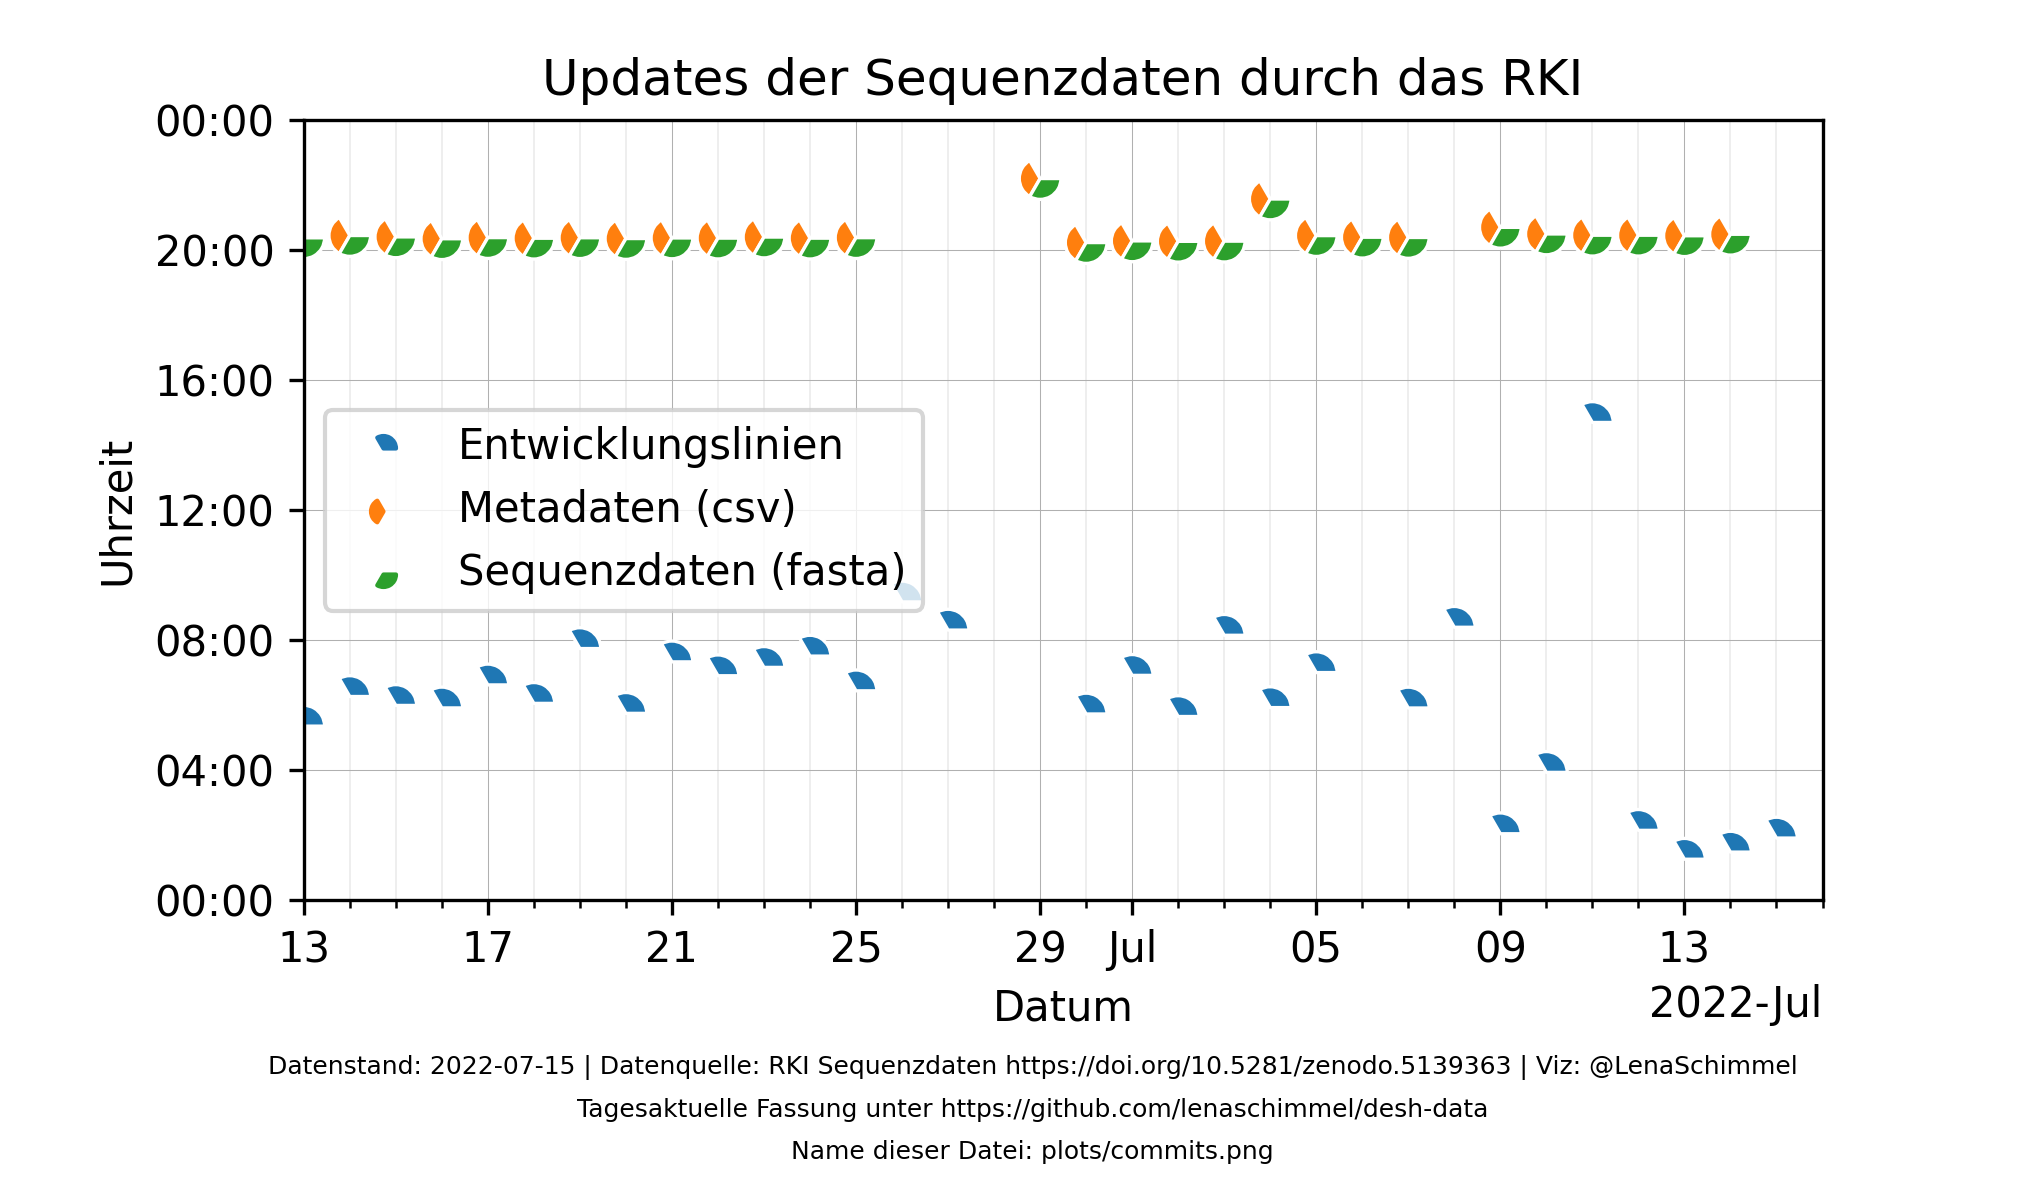 Updates der Sequenzdaten durch das RKI
00:00
20:00
16:00
12:00
08:00
04:00
00:00
Uhrzeit
Entwicklungslinien
Metadaten (csv)
Sequenzdaten (fasta)
13 17 21 25 29 Jul 05 09 13
Datum
2022-Jul
Datenstand: 2022-07-15 | Datenquelle: RKI Sequenzdaten https://doi.org/10.5281/zenodo.5139363 | Viz: @LenaSchimmel
Tagesaktuelle Fassung unter https://github.com/lenaschimmel/desh-data
Name dieser Datei: plots/commits.png